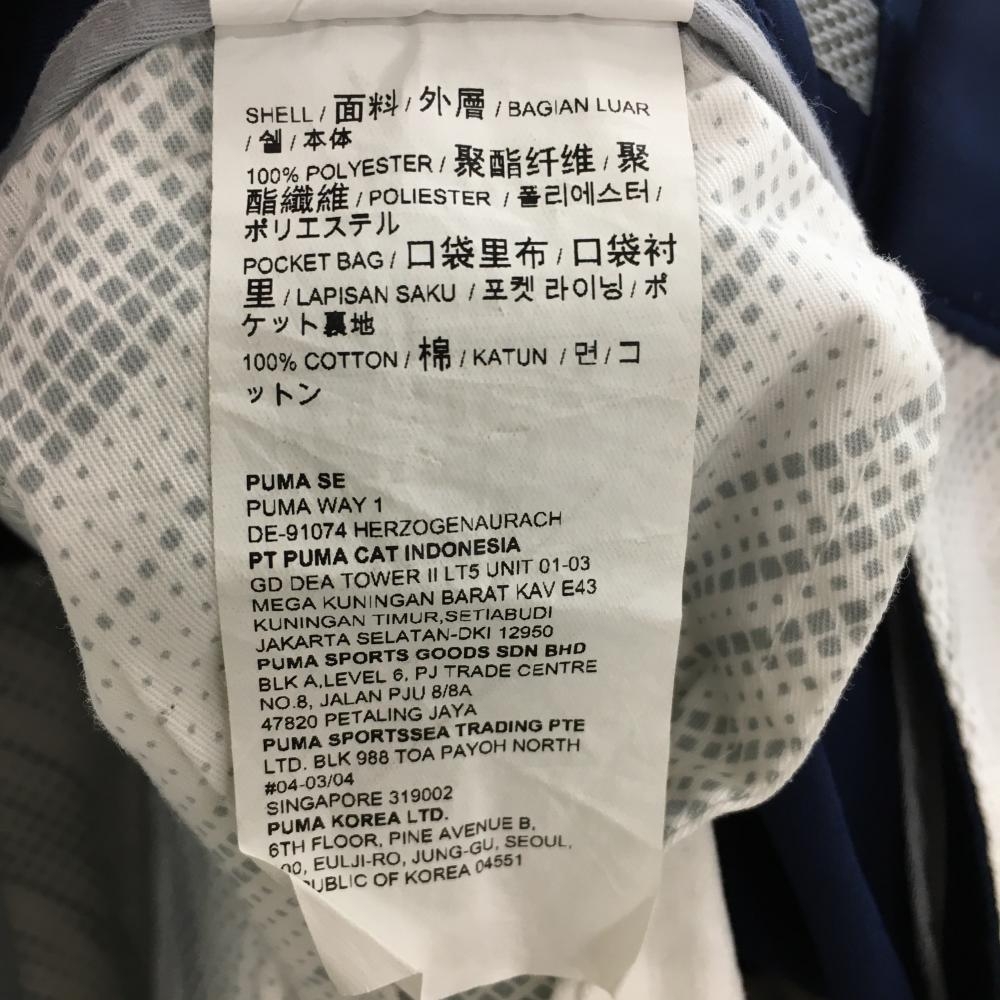 SHELL / 面料 / 外層 / BAGIAN LUAR
/ 쉘 / 本体
100% POLYESTER / 聚酯纤维 / 聚
酯纖維 / POLIESTER / 폴리에스터 /
ポリエステル
POCKET BAG / 口袋里布 / 口袋衬
里 / LAPISAN SAKU / 포켓 라이닝 / ポ
ケット裏地
100% COTTON / 棉 / KATUN / 면 / コ
ットン
PUMA SE
PUMA WAY 1
DE-91074 HERZOGENAURACH
PT PUMA CAT INDONESIA
GD DEA TOWER II LT5 UNIT 01-03
MEGA KUNINGAN BARAT KAV E43
KUNINGAN TIMUR,SETIABUDI
JAKARTA SELATAN-DKI 12950
PUMA SPORTS GOODS SDN BHD
BLK A,LEVEL 6, PJ TRADE CENTRE
NO.8, JALAN PJU 8/8A
47820 PETALING JAYA
PUMA SPORTSSEA TRADING PTE
LTD. BLK 988 TOA PAYOH NORTH
#04-03/04
SINGAPORE 319002
PUMA KOREA LTD.
6TH FLOOR, PINE AVENUE B,
EULJI-RO, JUNG-GU, SEOUL,
OF KOREA 04551